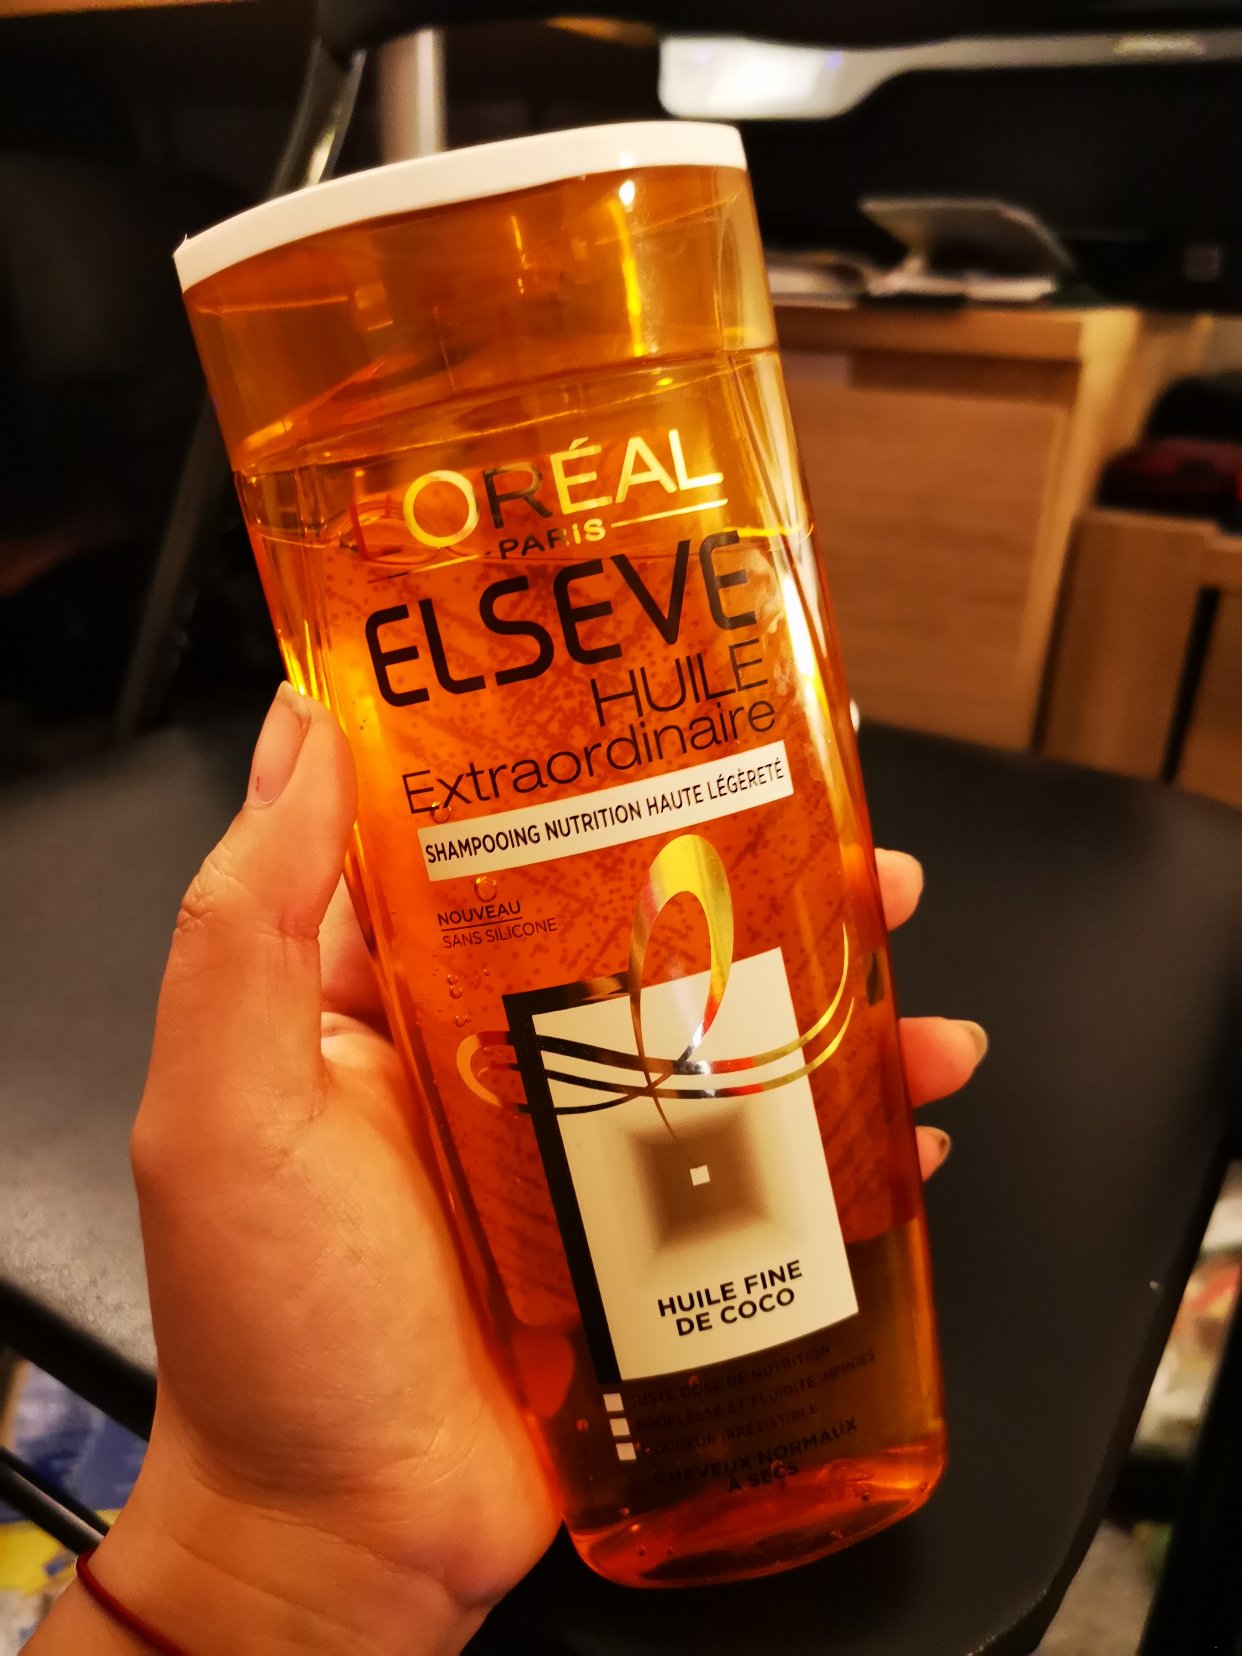 L'ORÉAL
PARIS
ELSEVE
HUILE
Extraordinaire
SHAMPOOING NUTRITION HAUTE LÉGÈRETÉ
NOUVEAU
SANS SILICONE
HUILE FINE
DE COCO
JUSTE DOSE DE NUTRITION
SOUPLESSE ET FLUIDITÉ INFINIES
DOUCEUR IRRÉSISTIBLE
CHEVEUX NORMAUX
À SECS